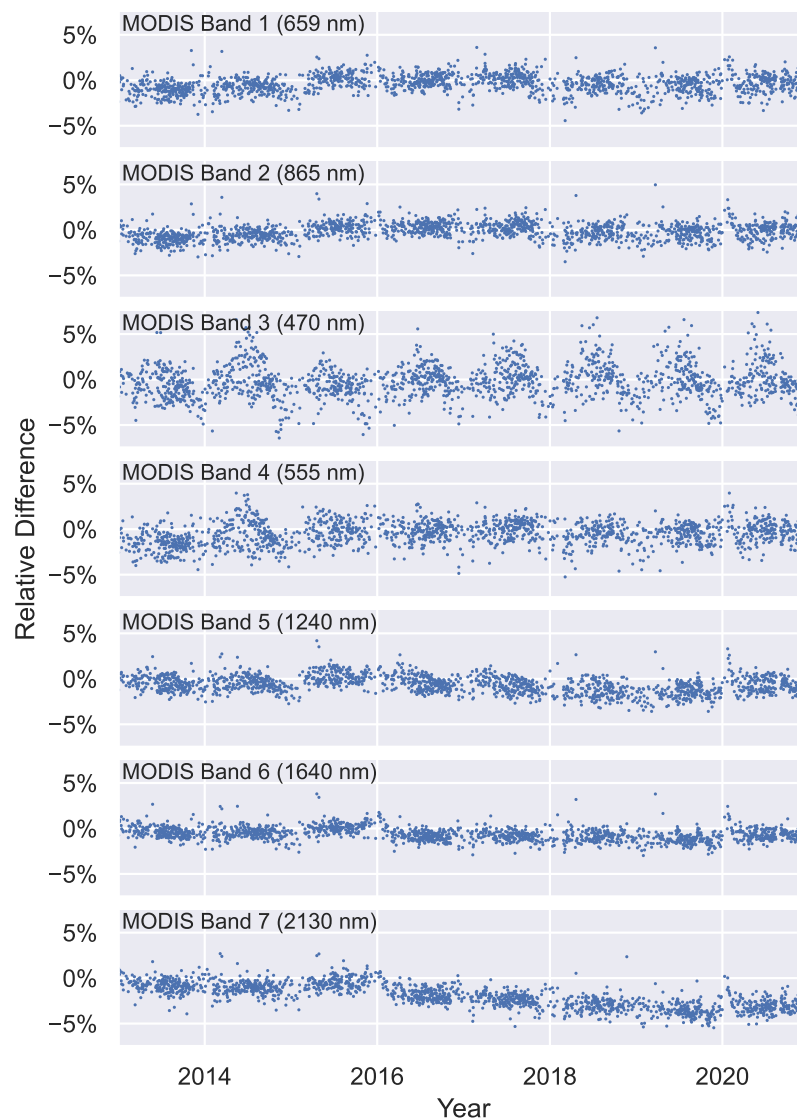 MODIS Band 1 (659 nm)
5%
0%
−5%
MODIS Band 2 (865 nm)
5%
0%
−5%
MODIS Band 3 (470 nm)
5%
0%
−5%
MODIS Band 4 (555 nm)
5%
0%
−5%
MODIS Band 5 (1240 nm)
5%
0%
−5%
MODIS Band 6 (1640 nm)
5%
0%
−5%
MODIS Band 7 (2130 nm)
5%
0%
−5%
Relative Difference
2014 2016 2018 2020
Year